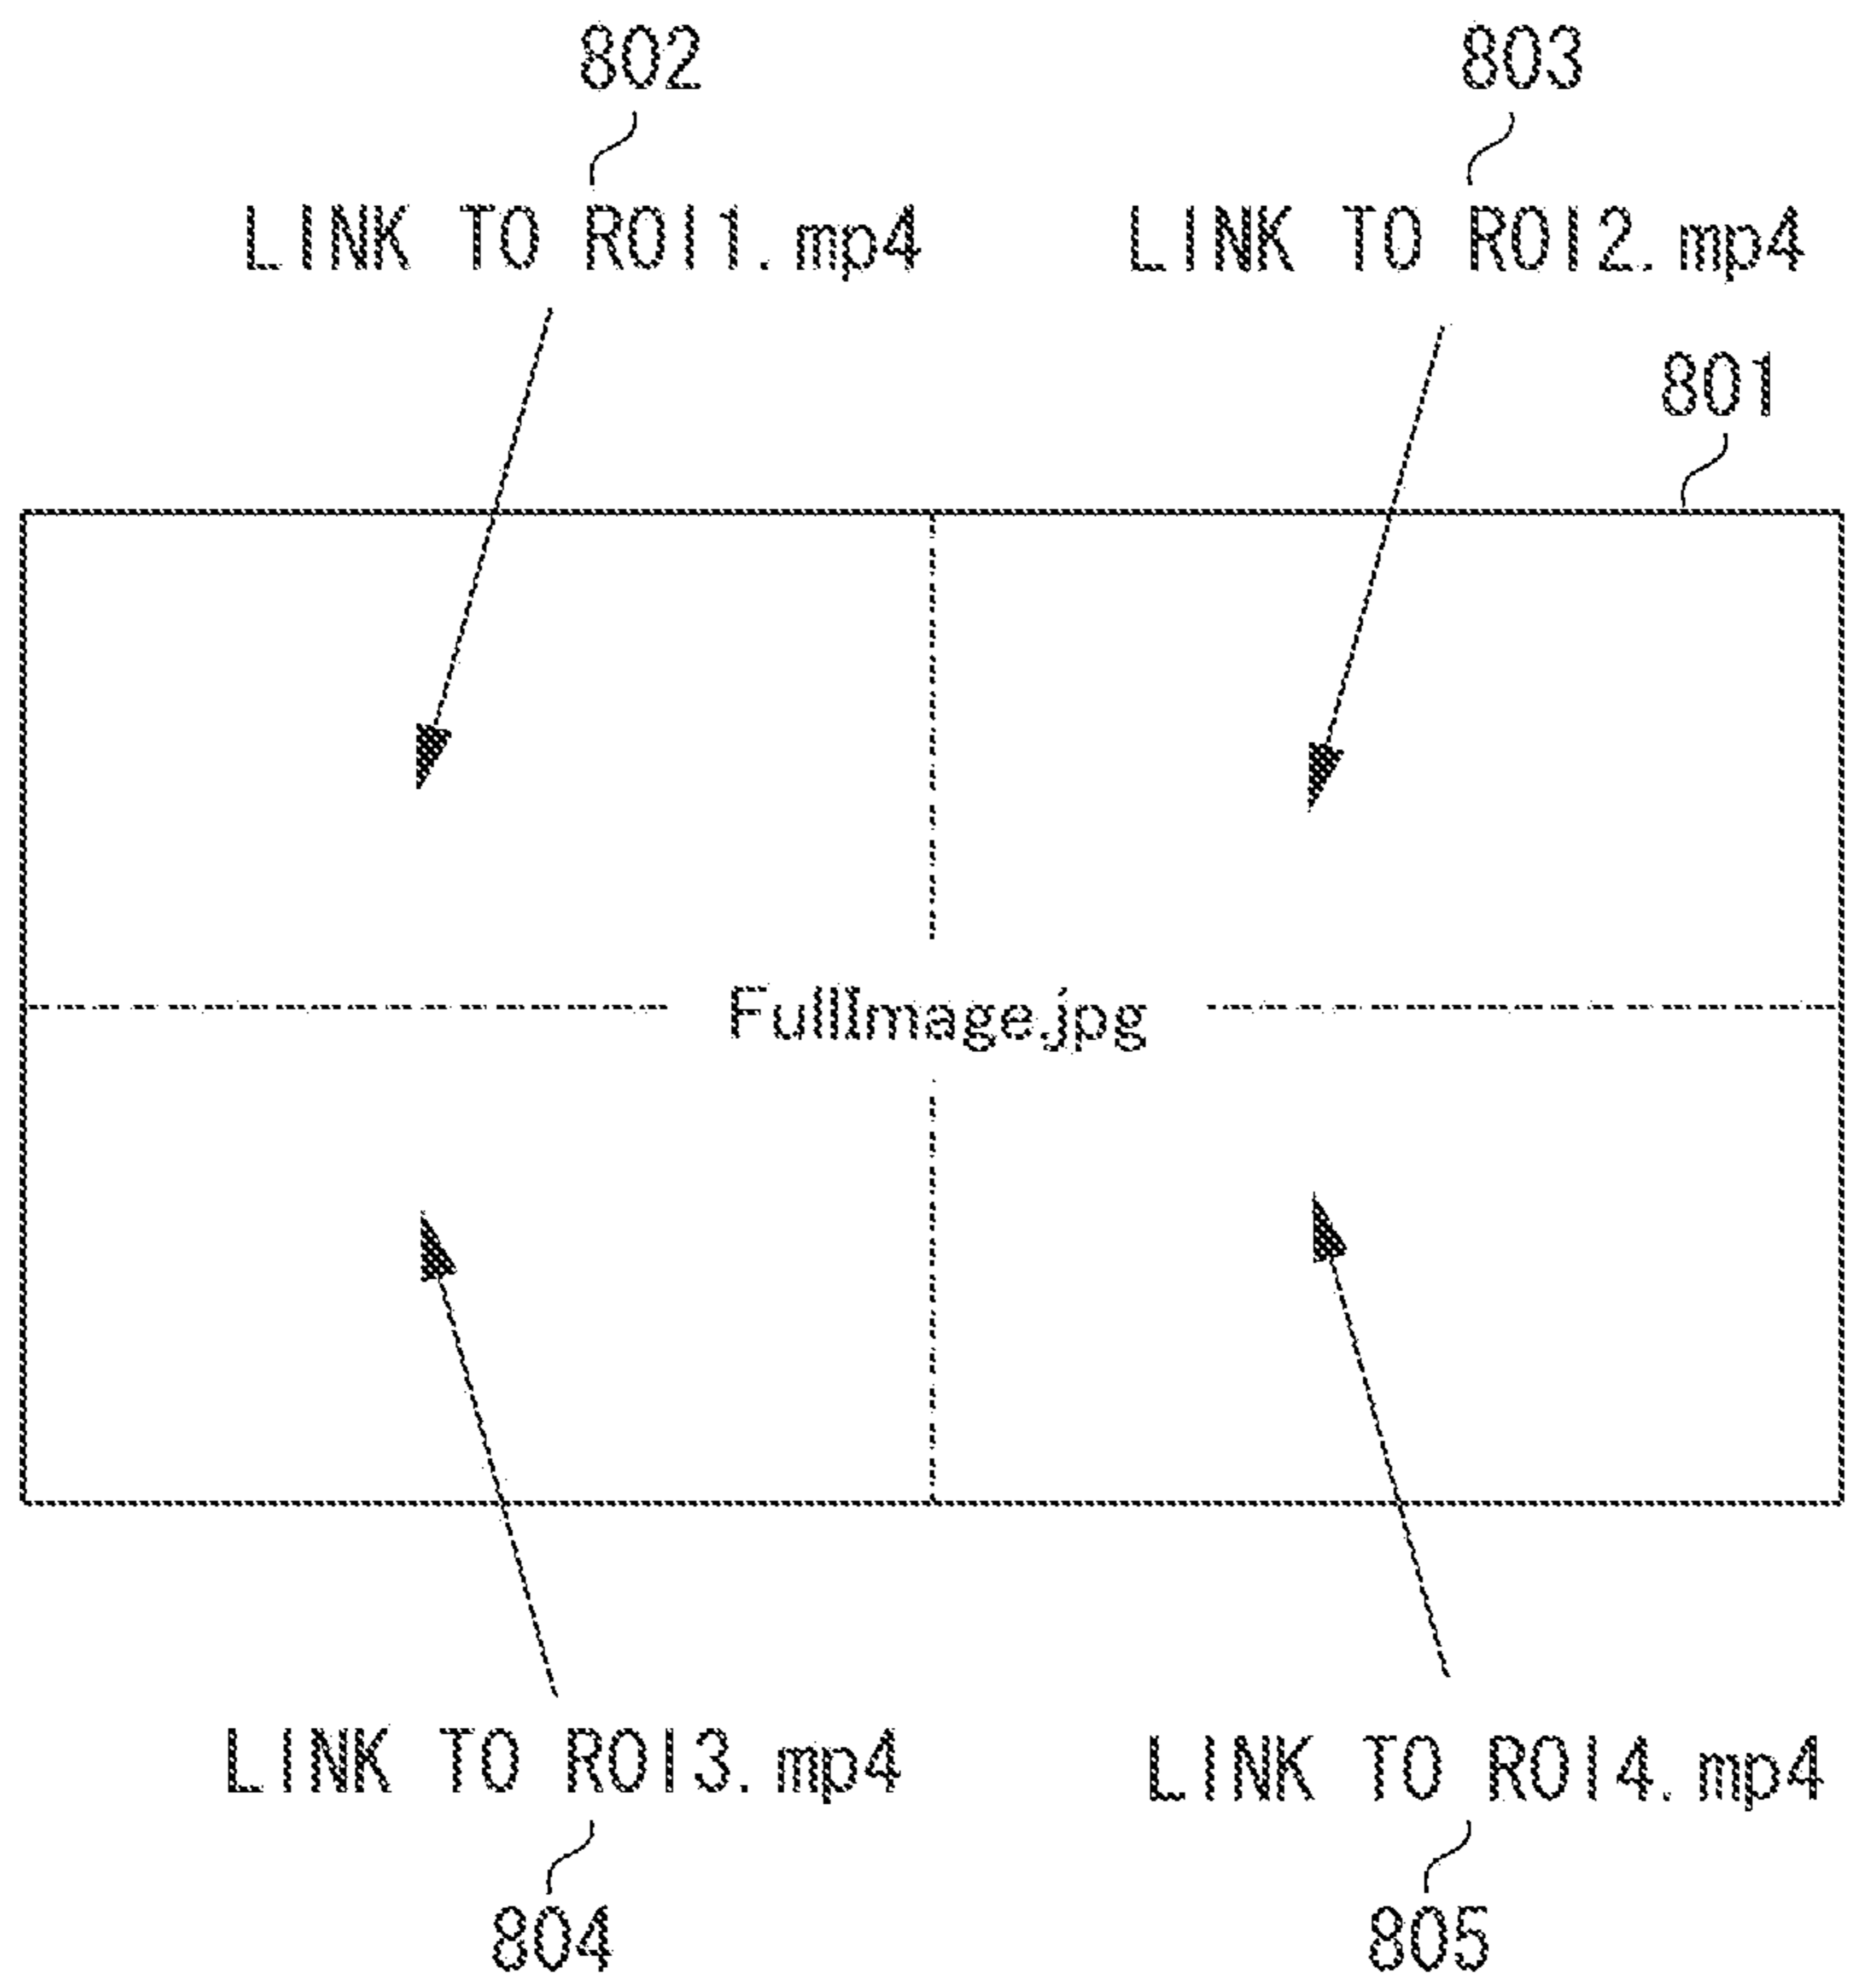 802 803
LINK TO ROI1.mp4 LINK TO ROI2.mp4
801
FullImage.jpg
LINK TO ROI3.mp4 LINK TO ROI4.mp4
804 805